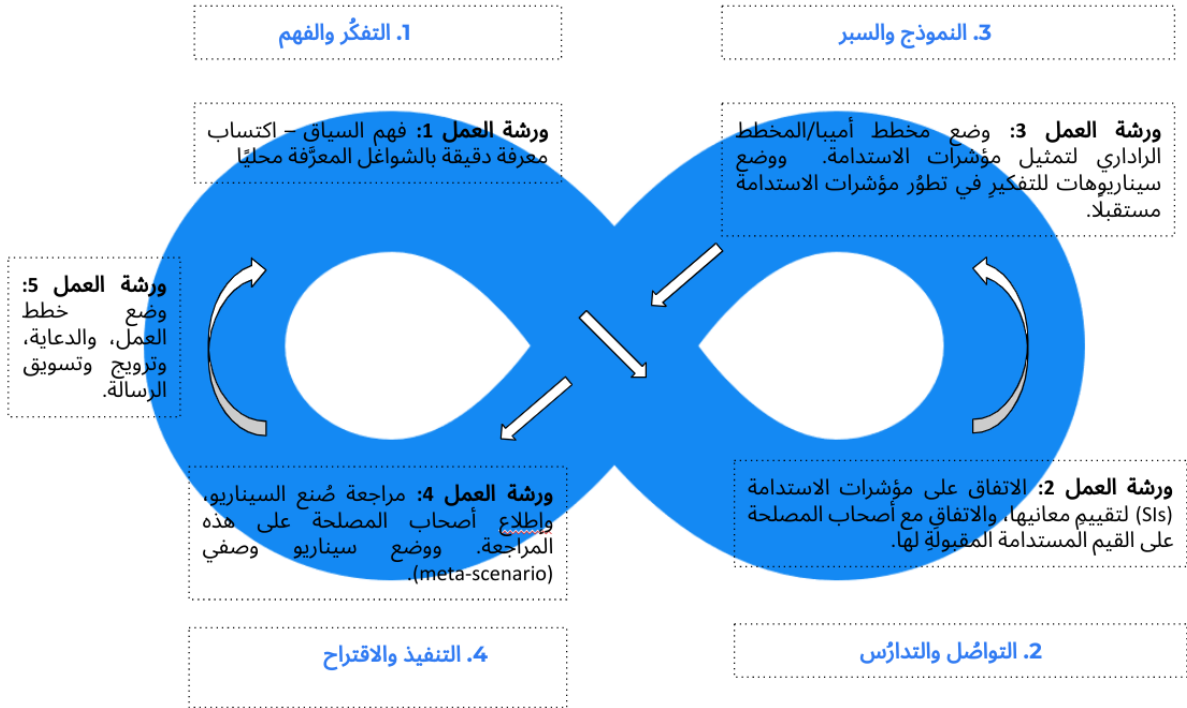 1. التفكُر والفهم
3. النموذج والسبر
ورشة العمل 1: فهم السياق – اكتساب
معرفة دقيقة بالشواغل المعرَّفة محليًا
ورشة العمل 3: وضع مخطط أميبا/المخطط
الراداري لتمثيل مؤشرات الاستدامة. ووضع
سيناريوهات للتفكيرِ في تطوُر مؤشرات الاستدامة
مستقبلًا.
ورشة العمل 5:
وضع خطط
العمل، والدعاية،
وترويج وتسويق
الرسالة.
ورشة العمل 4: مراجعة صُنع السيناريو،
وإطلاع أصحاب المصلحة على هذه
المراجعة. ووضع سيناريو وصفي
(meta-scenario).
ورشة العمل 2: الاتفاق على مؤشرات الاستدامة
(SIs) لتقييمِ معانيها، والاتفاقِ مع أصحاب المصلحة
على القيم المستدامة المقبولةِ لها.
4. التنفيذ والاقتراح
2. التواصُل والتدارُس